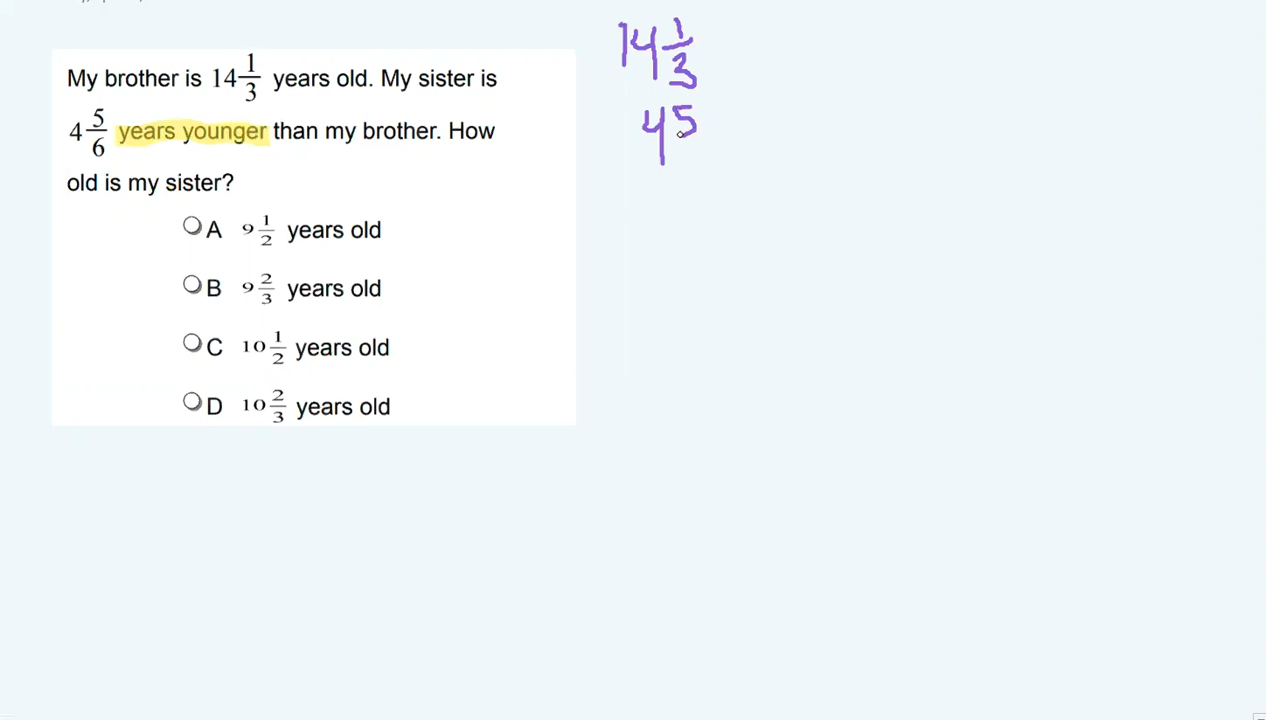 My brother is 14 1/3 years old. My sister is
4 5/6 years younger than my brother. How
old is my sister?
A 9 1/2 years old
B 9 2/3 years old
C 10 1/2 years old
D 10 2/3 years old
14 1/3
4 5